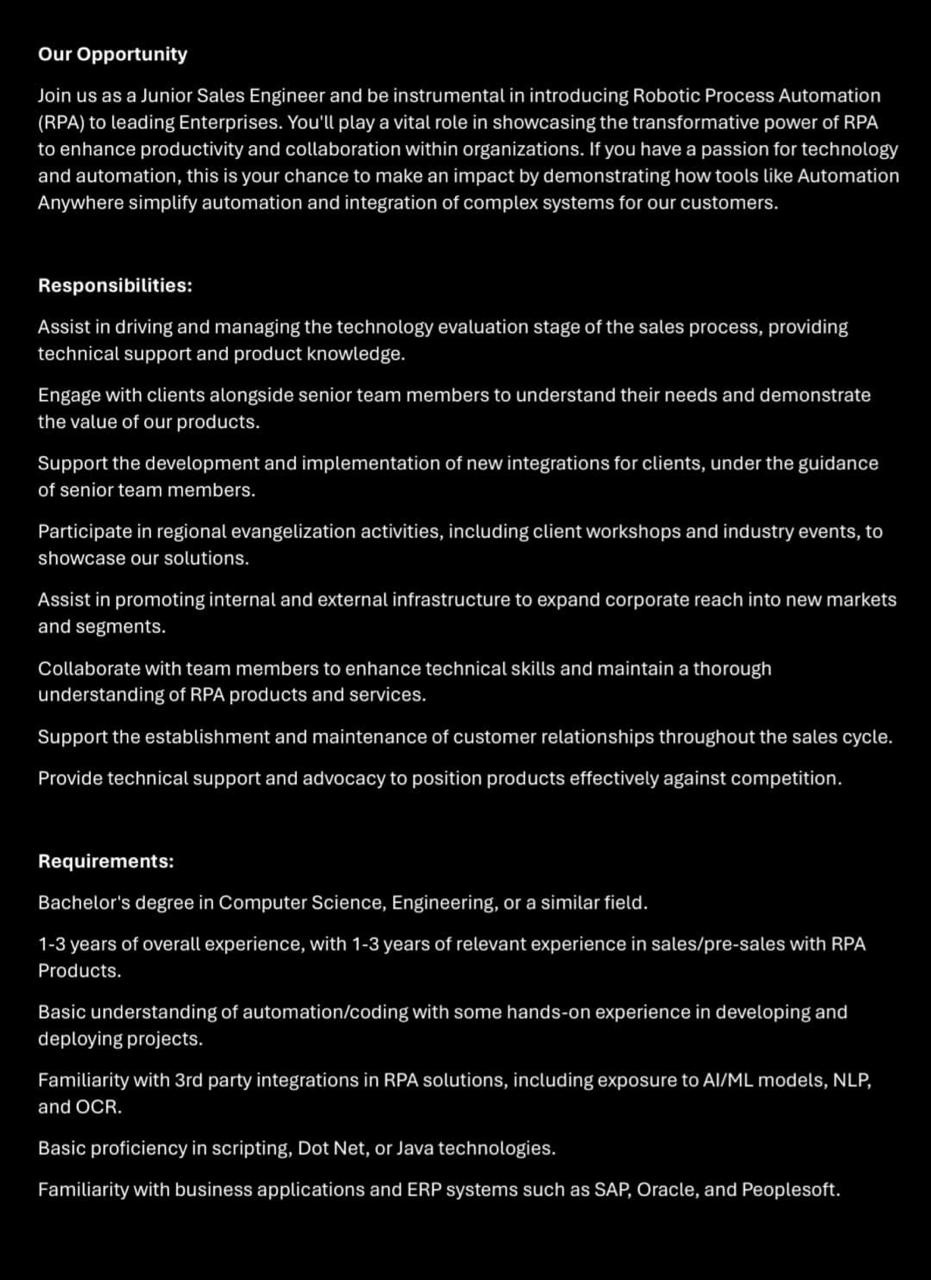 Our Opportunity
Join us as a Junior Sales Engineer and be instrumental in introducing Robotic Process Automation
(RPA) to leading Enterprises. You'll play a vital role in showcasing the transformative power of RPA
to enhance productivity and collaboration within organizations. If you have a passion for technology
and automation, this is your chance to make an impact by demonstrating how tools like Automation
Anywhere simplify automation and integration of complex systems for our customers.
Responsibilities:
Assist in driving and managing the technology evaluation stage of the sales process, providing
technical support and product knowledge.
Engage with clients alongside senior team members to understand their needs and demonstrate
the value of our products.
Support the development and implementation of new integrations for clients, under the guidance
of senior team members.
Participate in regional evangelization activities, including client workshops and industry events, to
showcase our solutions.
Assist in promoting internal and external infrastructure to expand corporate reach into new markets
and segments.
Collaborate with team members to enhance technical skills and maintain a thorough
understanding of RPA products and services.
Support the establishment and maintenance of customer relationships throughout the sales cycle.
Provide technical support and advocacy to position products effectively against competition.
Requirements:
Bachelor's degree in Computer Science, Engineering, or a similar field.
1-3 years of overall experience, with 1-3 years of relevant experience in sales/pre-sales with RPA
Products.
Basic understanding of automation/coding with some hands-on experience in developing and
deploying projects.
Familiarity with 3rd party integrations in RPA solutions, including exposure to AI/ML models, NLP,
and OCR.
Basic proficiency in scripting, Dot Net, or Java technologies.
Familiarity with business applications and ERP systems such as SAP, Oracle, and Peoplesoft.